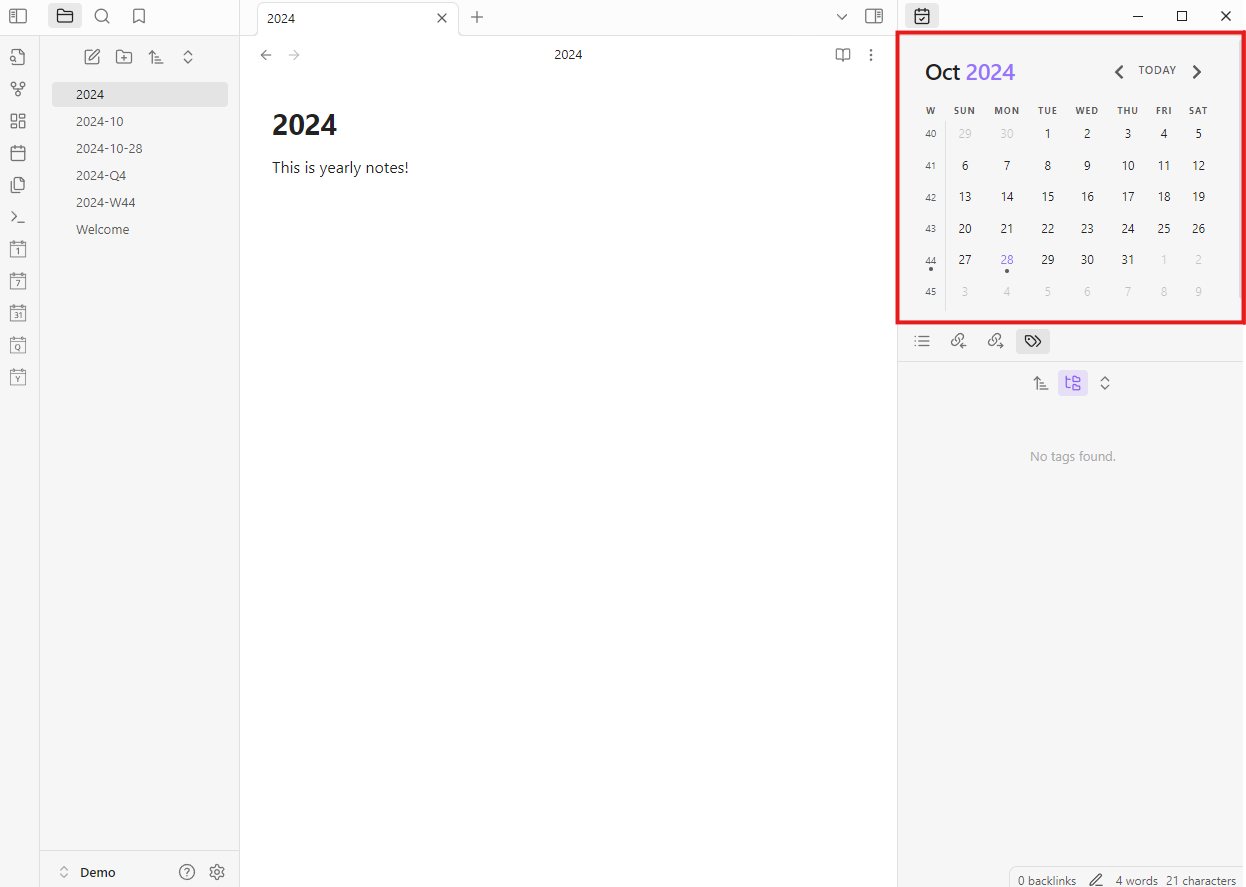 2024
2024
2024-10
2024-10-28
2024-Q4
2024-W44
Welcome
1
7
31
Q
Y
Demo
2024
2024
This is yearly notes!
Oct 2024
TODAY
W SUN MON TUE WED THU FRI SAT
40 29 30 1 2 3 4 5
41 6 7 8 9 10 11 12
42 13 14 15 16 17 18 19
43 20 21 22 23 24 25 26
44 27 28 29 30 31 1 2
45 3 4 5 6 7 8 9
No tags found.
0 backlinks 4 words 21 characters